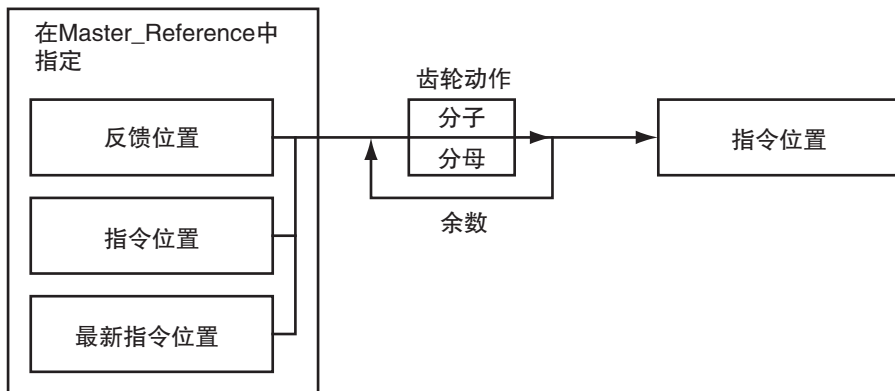 在Master_Reference中
指定
反馈位置
指令位置
最新指令位置
齿轮动作
分子
分母
余数
指令位置